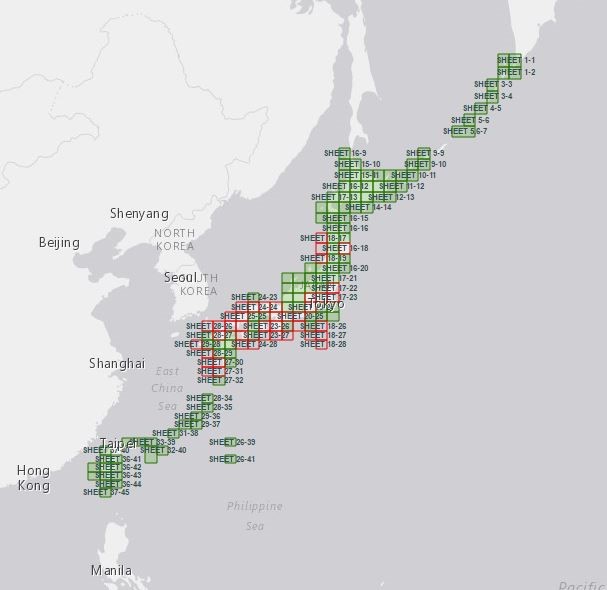 SHEET 1-1
SHEET 1-2
SHEET 3-3
SHEET 3-4
SHEET 4-5
SHEET 5-6
SHEET 5,6-7
SHEET 16-9
SHEET 9-9
SHEET 15-10
SHEET 9-10
SHEET 15-11
SHEET 10-11
SHEET 16-12
SHEET 11-12
SHEET 17-13
SHEET 12-13
SHEET 14-14
Shenyang
SHEET 16-15
SHEET 16-16
NORTH
KOREA
Beijing
SHEET 18-17
SHEET 16-18
SHEET 18-19
SHEET 16-20
Seoul
SOUTH
KOREA
SHEET 17-21
SHEET 17-22
SHEET 24-23
SHEET 17-23
SHEET 24-24
Tokyo
SHEET 25-25
SHEET 20-25
SHEET 28-26
SHEET 23-26
SHEET 18-26
SHEET 28-27
SHEET 23-27
SHEET 18-27
SHEET 29-28
SHEET 24-28
SHEET 18-28
SHEET 28-29
Shanghai
SHEET 27-30
East
China
Sea
SHEET 27-31
SHEET 27-32
SHEET 28-34
SHEET 28-35
SHEET 29-36
SHEET 29-37
SHEET 31-38
Taipei
SHEET 33-39
SHEET 26-39
SHEET 32-40
SHEET 36-41
SHEET 26-41
SHEET 36-42
Hong
Kong
SHEET 36-43
SHEET 36-44
SHEET 37-45
Philippine
Sea
Manila
Pacific